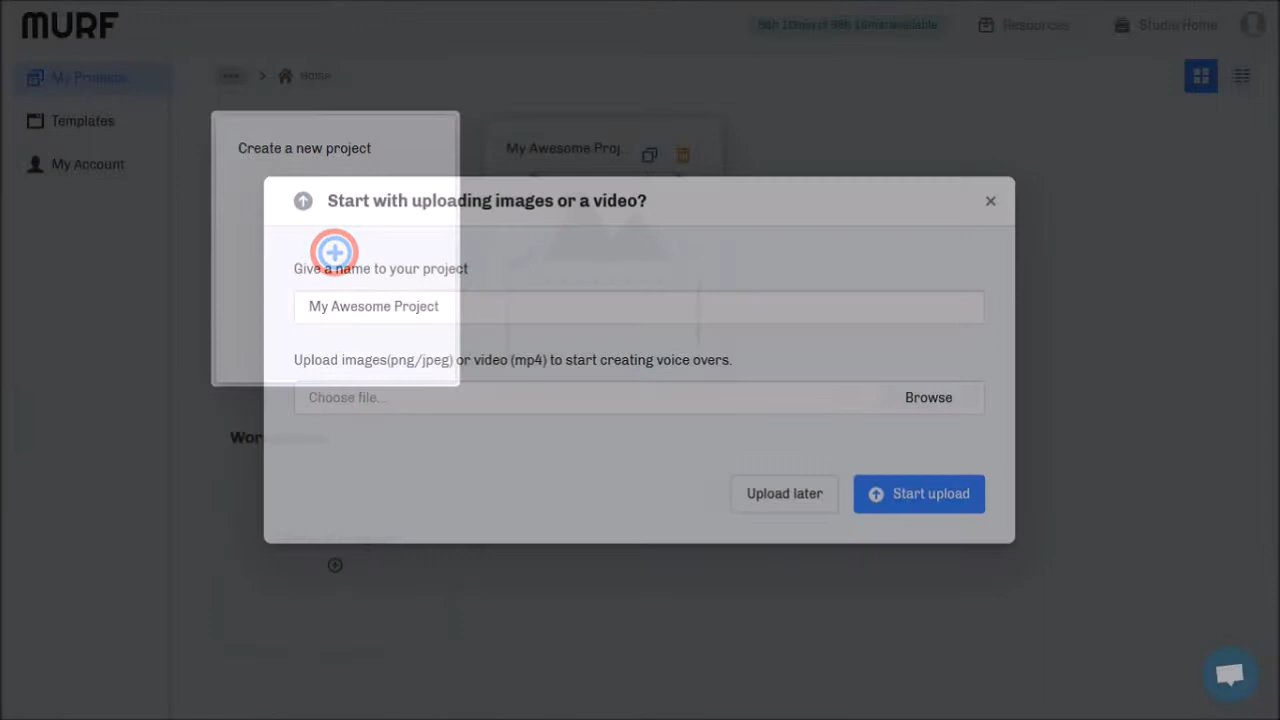 MURF
Resources
Studio Home
My Projects
Home
Templates
My Account
Create a new project
My Awesome Proj...
Start with uploading images or a video?
Give a name to your project
My Awesome Project
Upload images(png/jpeg) or video (mp4) to start creating voice overs.
Choose file...
Browse
Upload later
Start upload